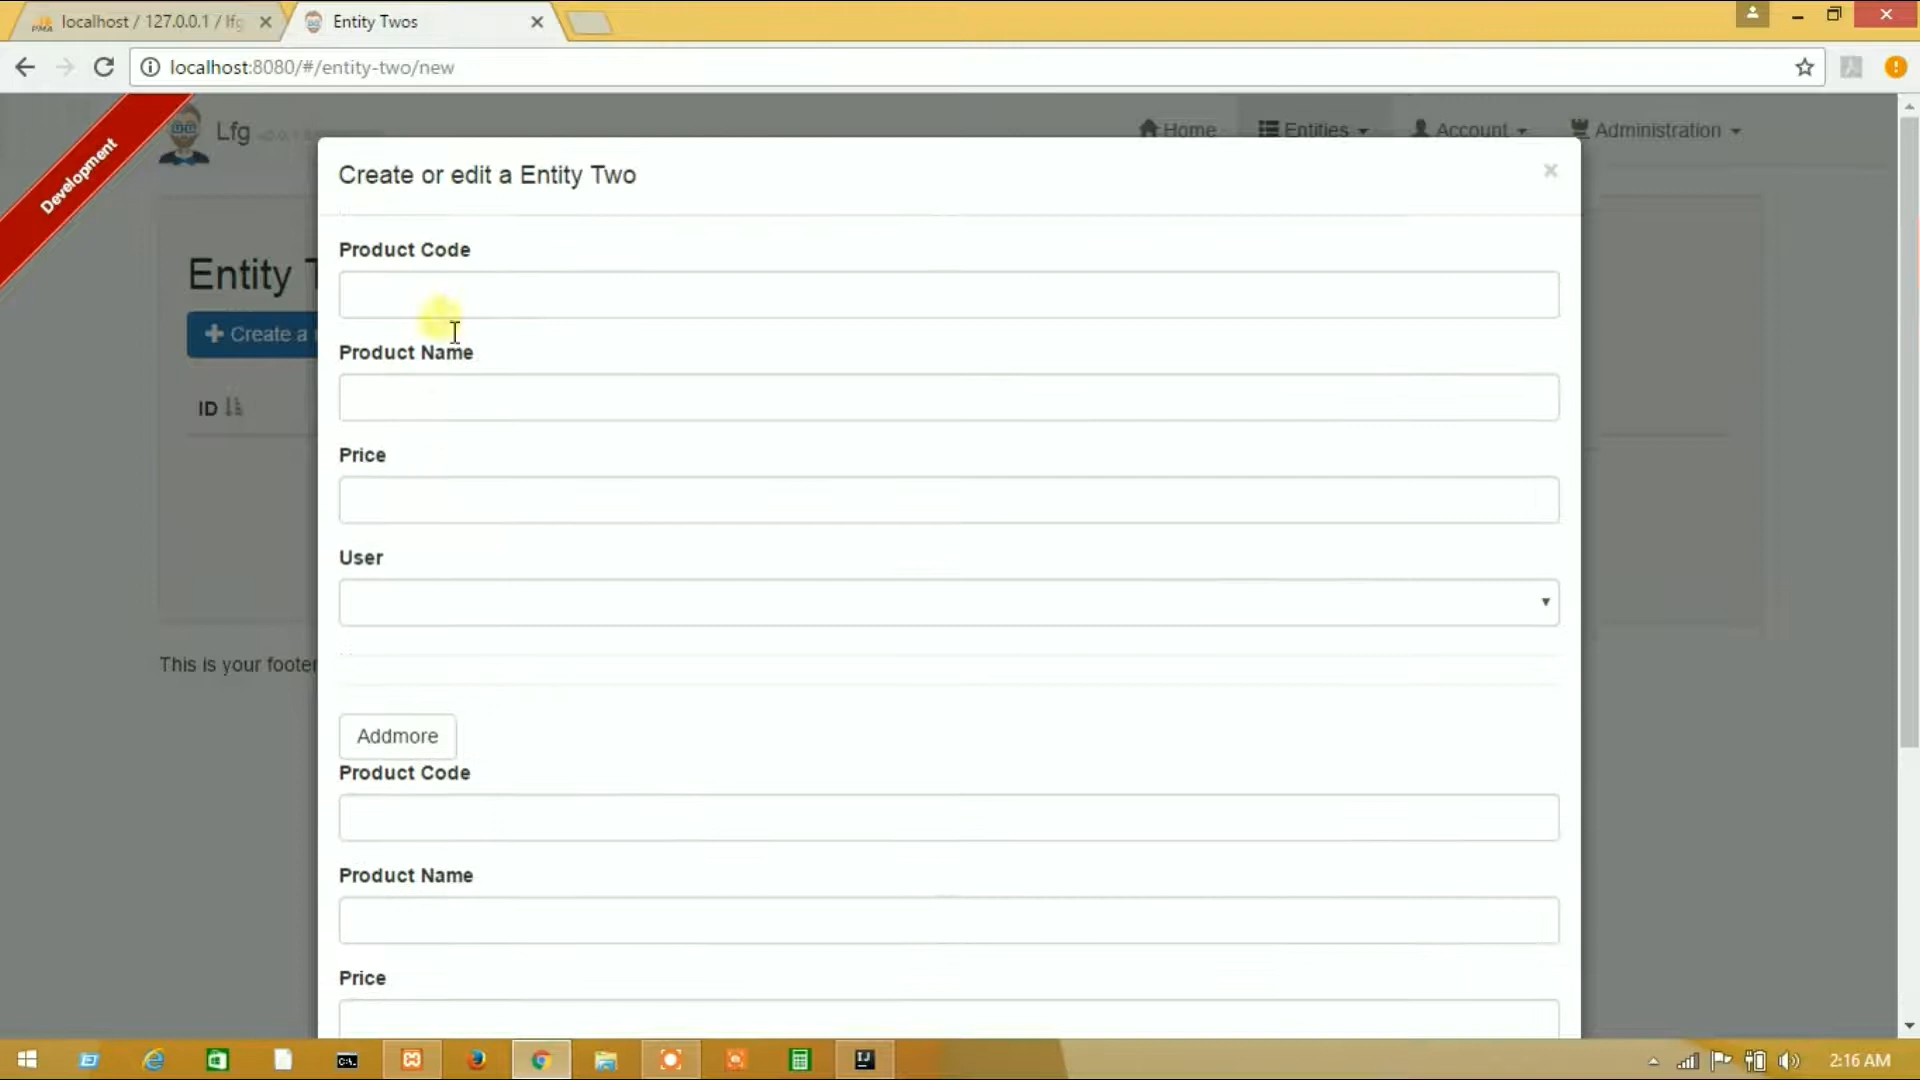 localhost / 127.0.0.1 / lfg
Entity Twos
localhost:8080/#/entity-two/new
Development
Lfg
Home
Entities
Account
Administration
Create or edit a Entity Two
×
Product Code
Entity T
Create a
Product Name
ID
Price
User
This is your footer
Addmore
Product Code
Product Name
Price
2:16 AM